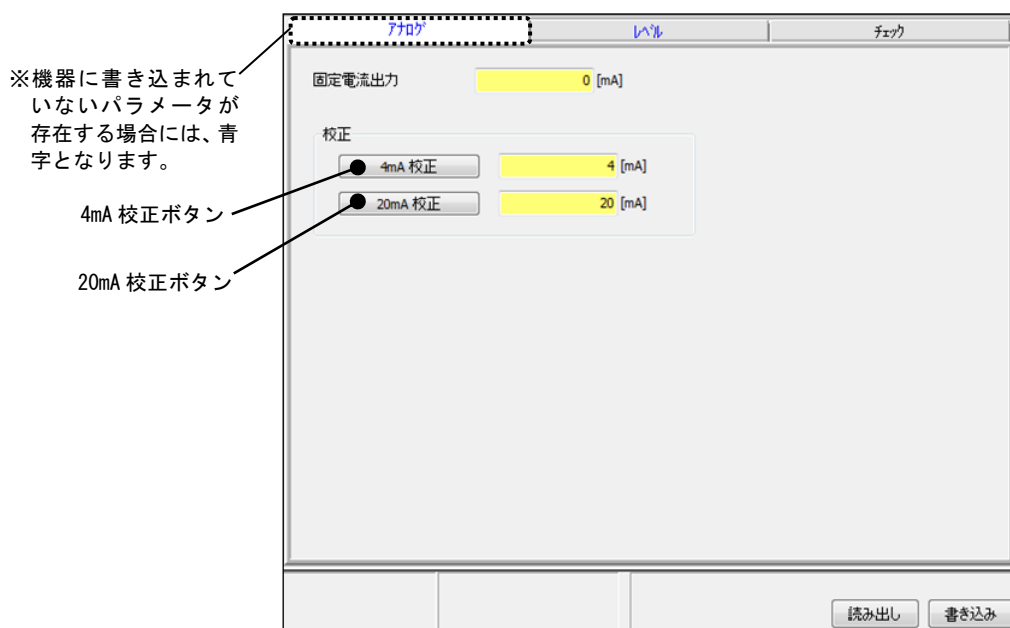 ｱﾅﾛｸﾞ
ﾚﾍﾞﾙ
ﾁｪｯｸ
※機器に書き込まれて
いないパラメータが
存在する場合には、青
字となります。
固定電流出力
0 [mA]
校正
4mA 校正
4 [mA]
20mA 校正
20 [mA]
4mA 校正ボタン
20mA 校正ボタン
読み出し
書き込み